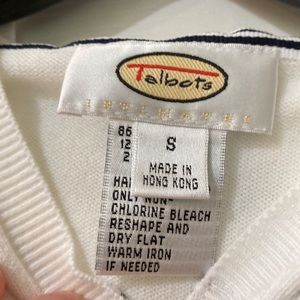 Talbots
86
12
2
S
MADE IN
HONG KONG
HA
ONLY NON-
CHLORINE BLEACH
RESHAPE AND
DRY FLAT
WARM IRON
IF NEEDED